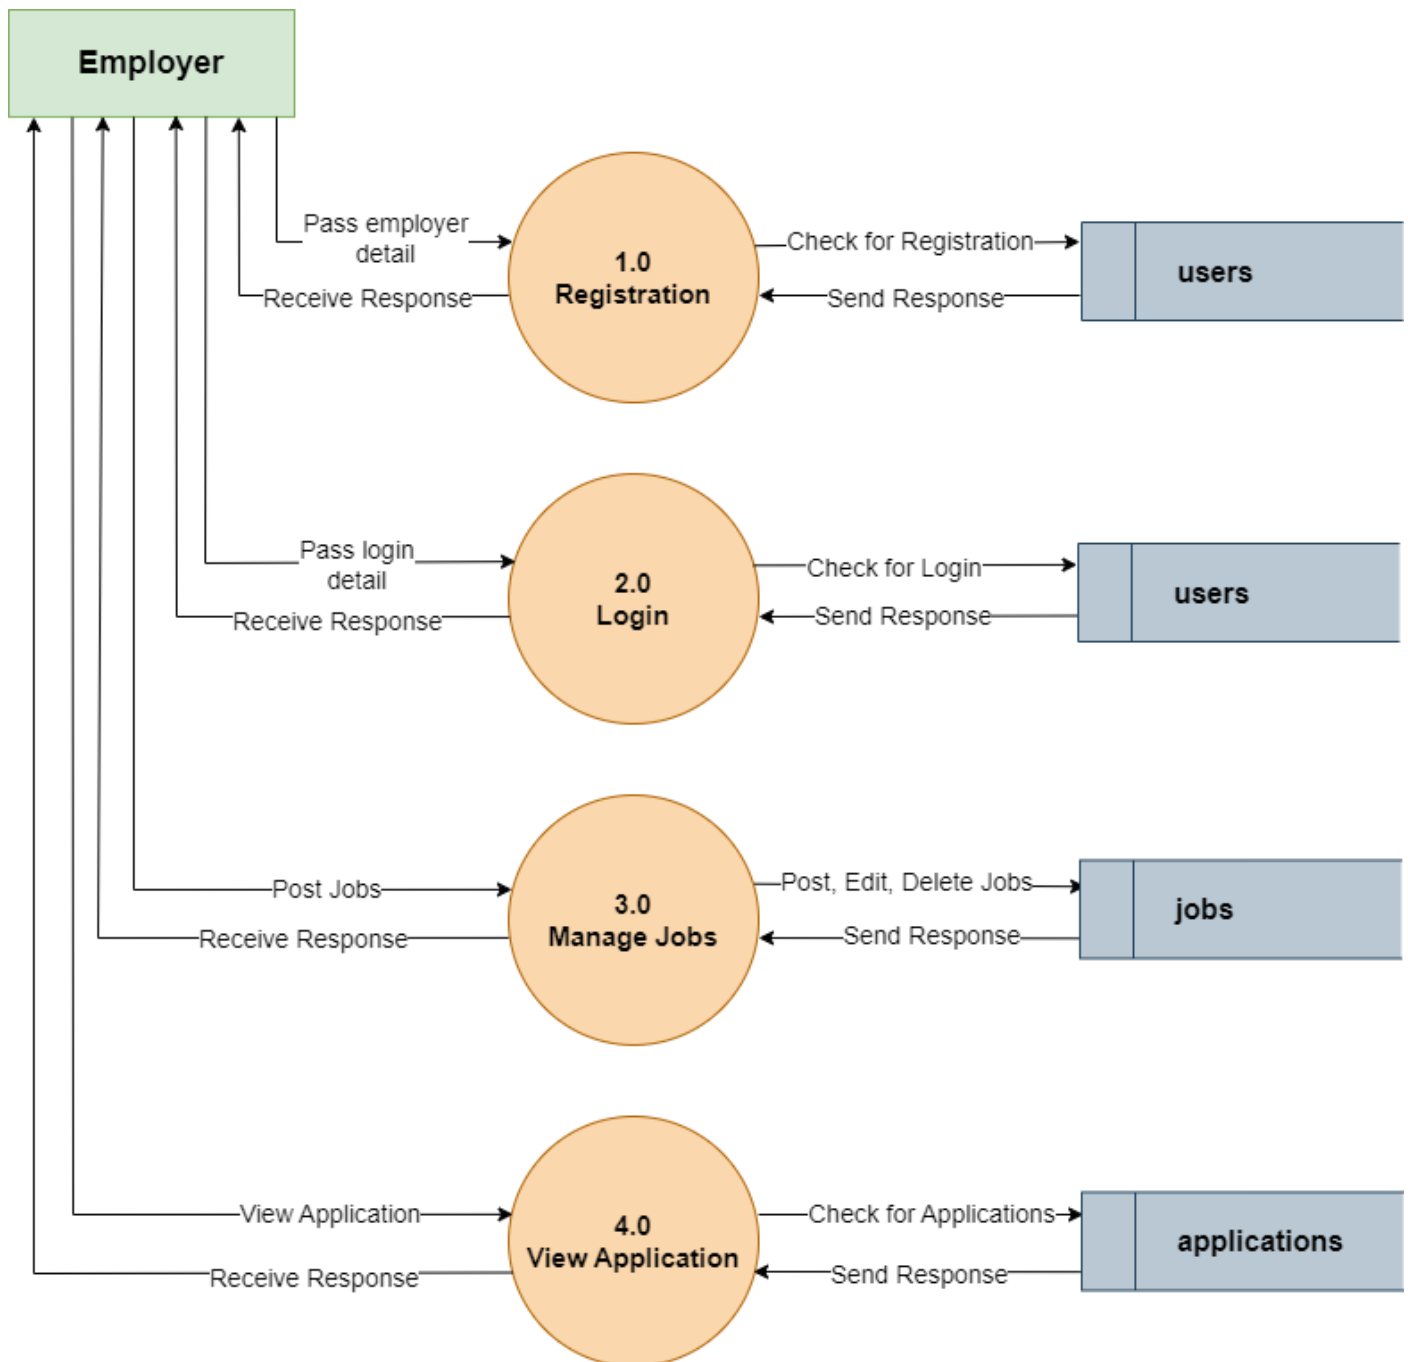 Employer
Pass employer
detail
Receive Response
1.0
Registration
Check for Registration
Send Response
users
Pass login
detail
Receive Response
2.0
Login
Check for Login
Send Response
users
Post Jobs
Receive Response
3.0
Manage Jobs
Post, Edit, Delete Jobs
Send Response
jobs
View Application
Receive Response
4.0
View Application
Check for Applications
Send Response
applications